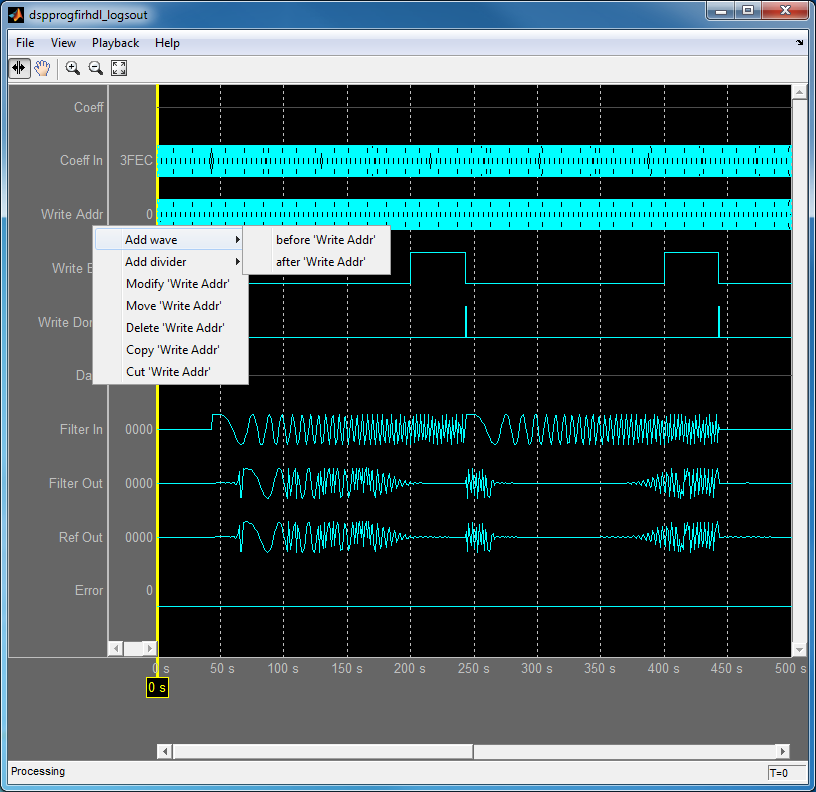 dspprogfirhdl_logsout
File View Playback Help
Coeff
Coeff In 3FEC
Write Addr 0
Add wave
before 'Write Addr'
Write E
Add divider
after 'Write Addr'
Modify 'Write Addr'
Move 'Write Addr'
Write Don
Delete 'Write Addr'
Copy 'Write Addr'
Da
Cut 'Write Addr'
Filter In 0000
Filter Out 0000
Ref Out 0000
Error 0
0 s 50 s 100 s 150 s 200 s 250 s 300 s 350 s 400 s 450 s 500 s
0 s
Processing T=0